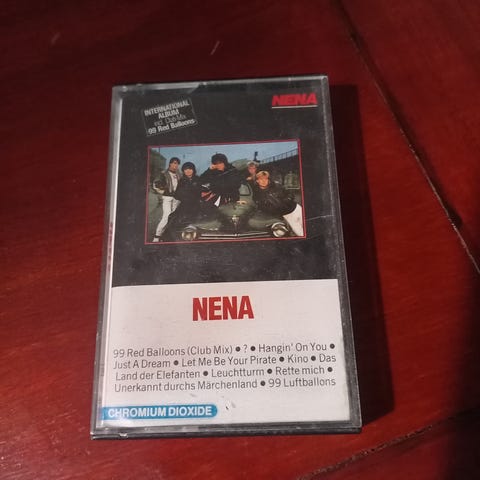 INTERNATIONAL
ALBUM
incl. Club Mix
99 Red Balloons
NENA
NENA
99 Red Balloons (Club Mix) ● ? ● Hangin' On You ●
Just A Dream ● Let Me Be Your Pirate ● Kino ● Das
Land der Elefanten ● Leuchtturm ● Rette mich ●
Unerkannt durchs Märchenland ● 99 Luftballons
CHROMIUM DIOXIDE